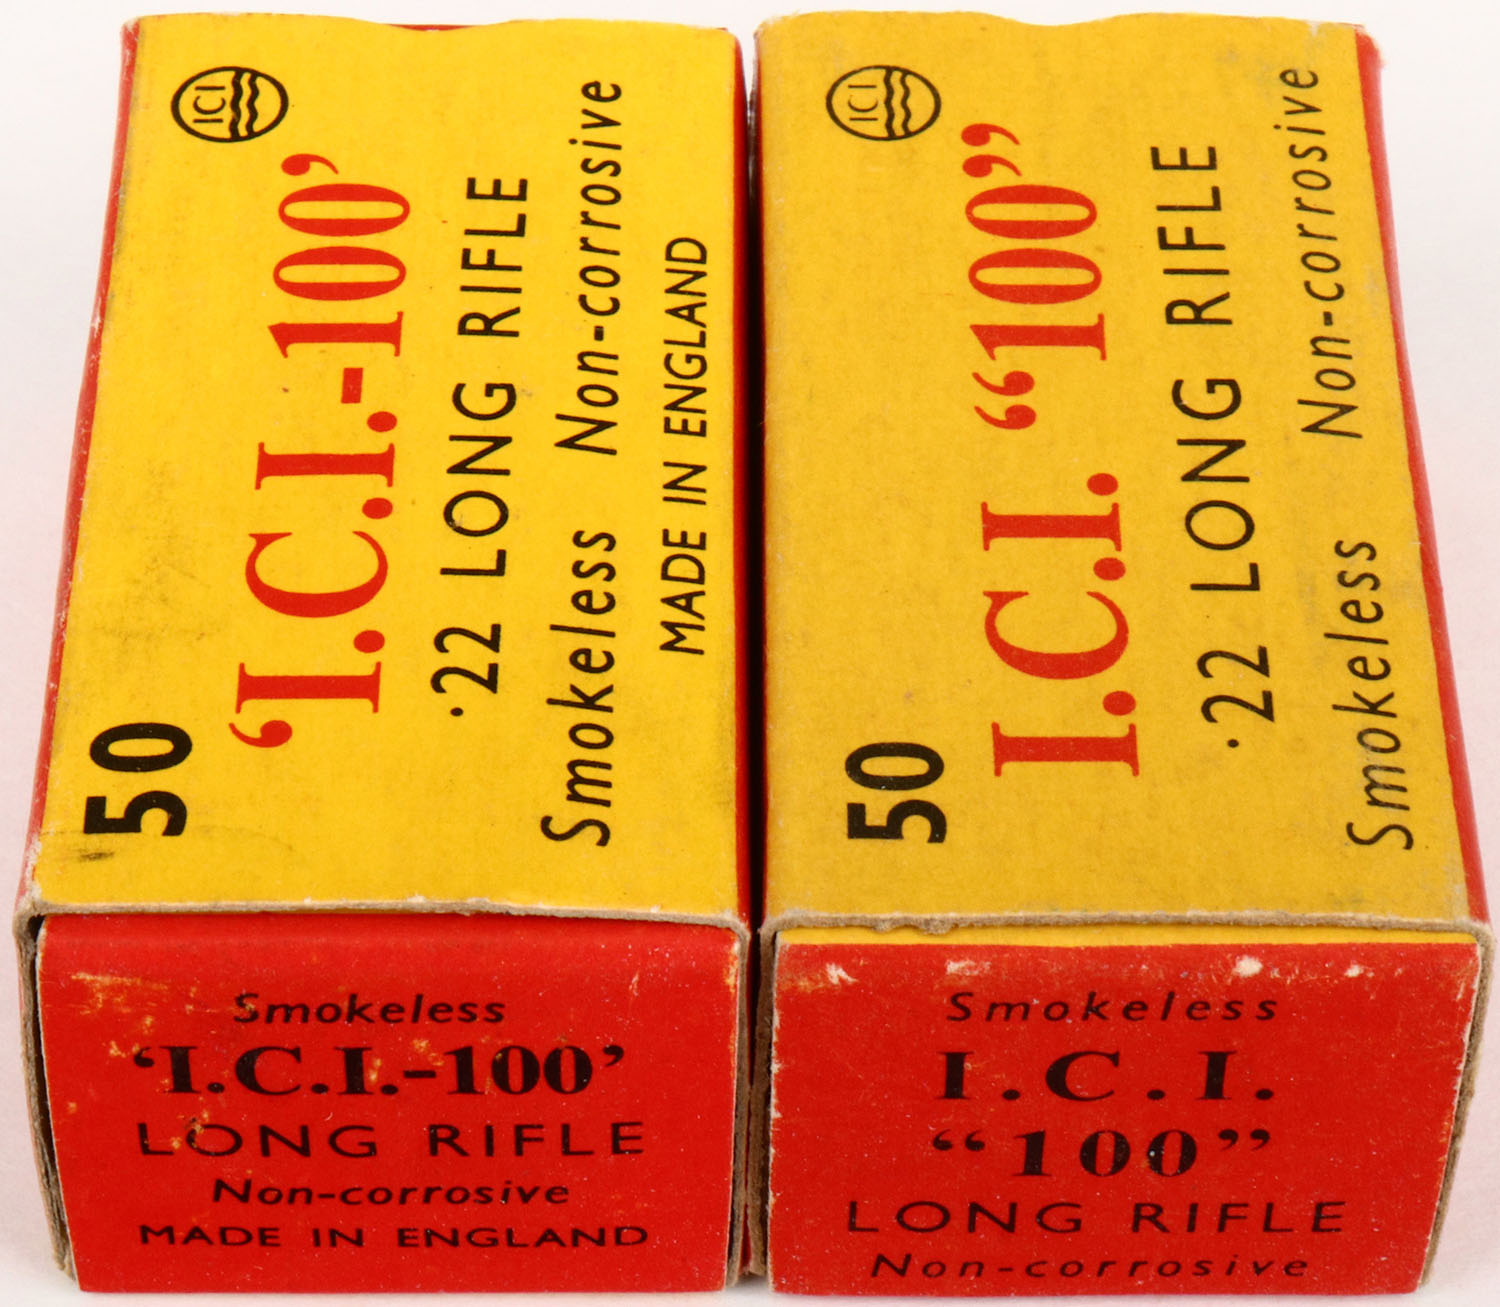 ICI
50
'I.C.I.-100'
·22 LONG RIFLE
Smokeless Non-corrosive
MADE IN ENGLAND
Smokeless
'I.C.I.-100'
LONG RIFLE
Non-corrosive
MADE IN ENGLAND
ICI
50
I.C.I. “100”
·22 LONG RIFLE
Smokeless Non-corrosive
Smokeless
I.C.I.
“100”
LONG RIFLE
Non-corrosive